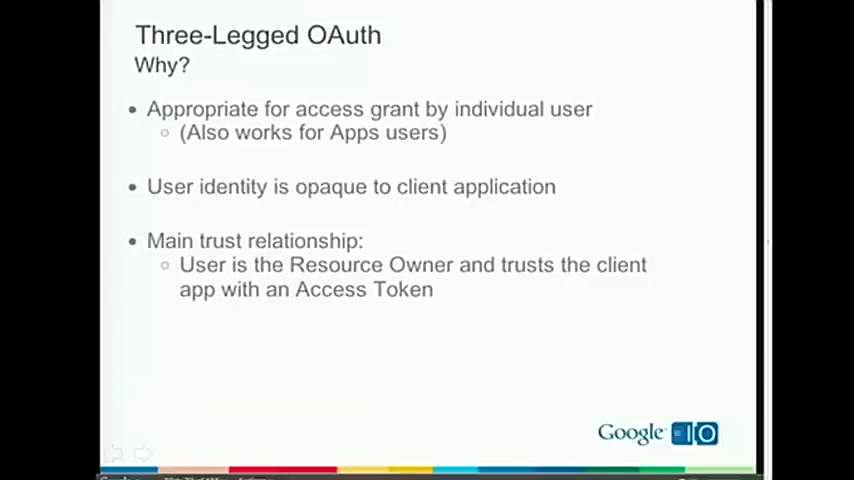 Three-Legged OAuth
Why?
• Appropriate for access grant by individual user
○ (Also works for Apps users)
• User identity is opaque to client application
• Main trust relationship:
○ User is the Resource Owner and trusts the client
app with an Access Token
Google IO